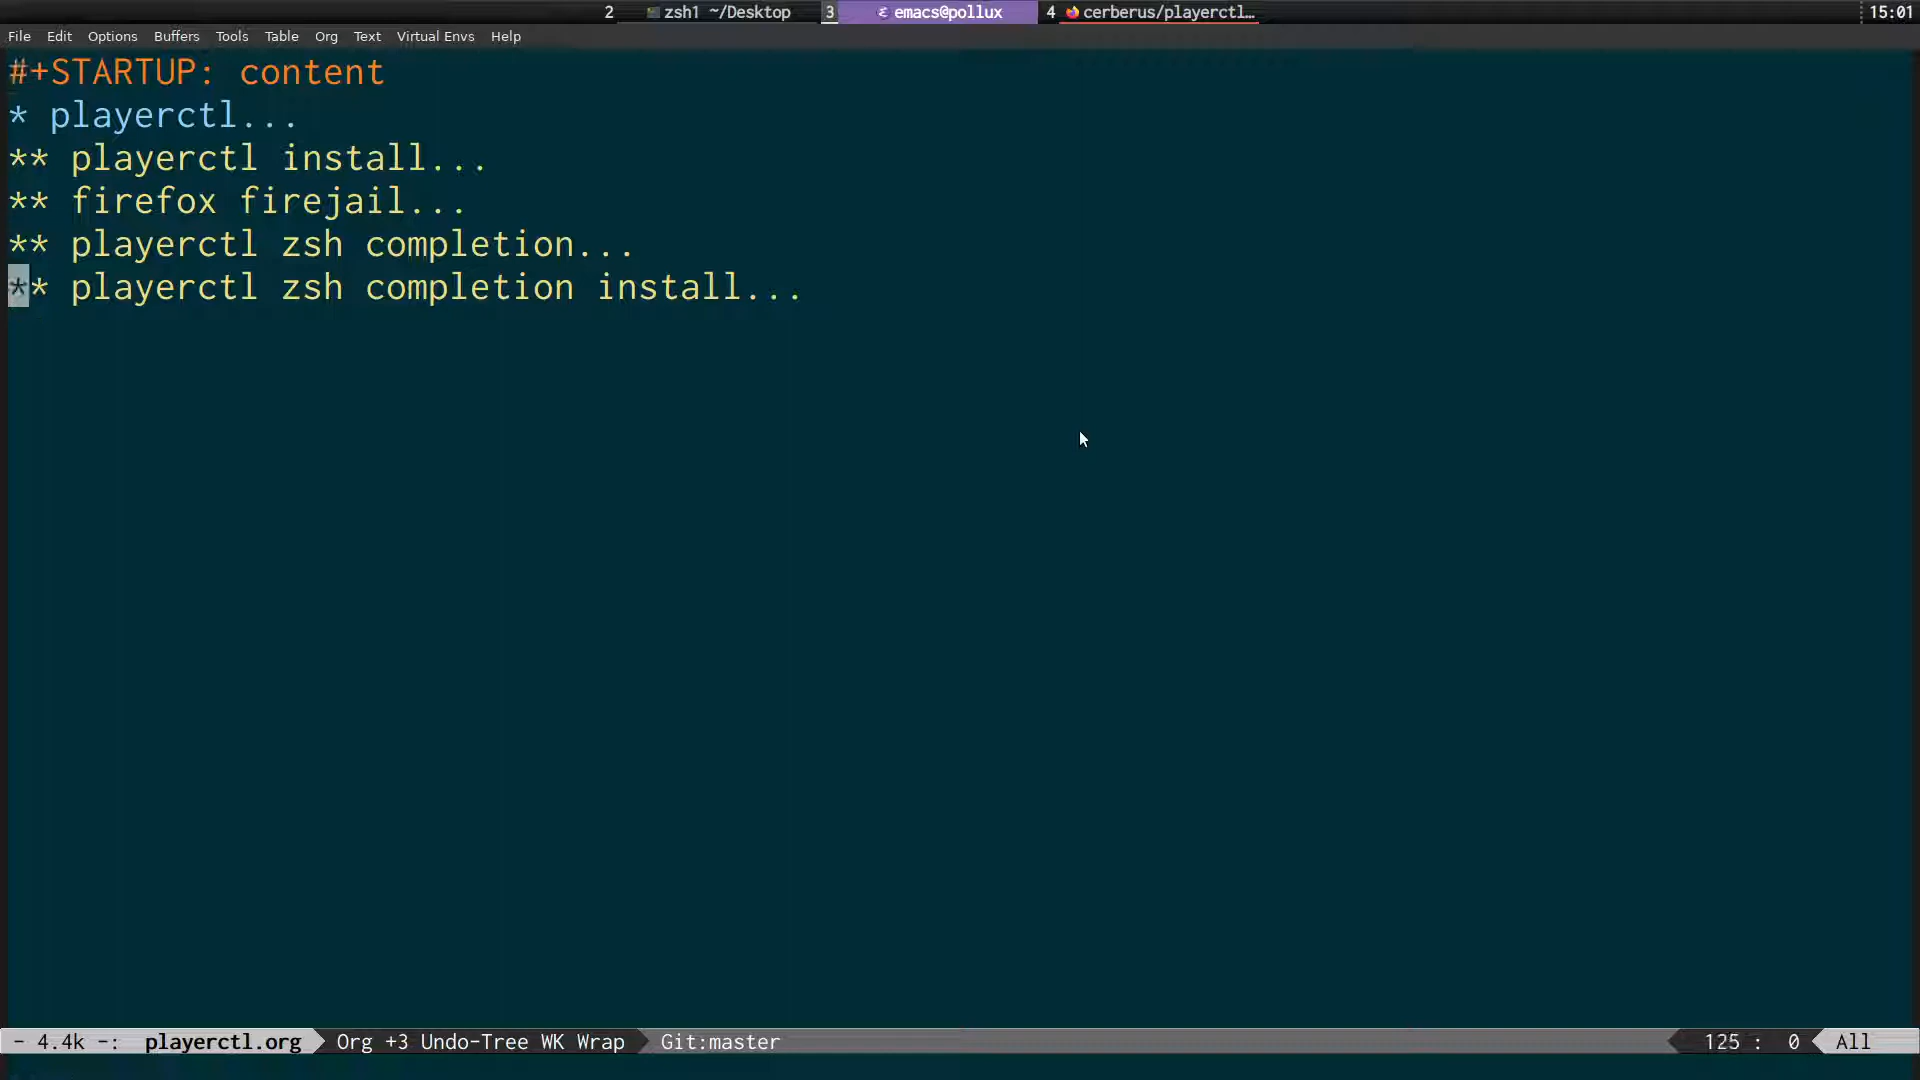 2 zsh1 ~/Desktop 3 emacs@pollux 4 cerberus/playerctl… 15:01
File Edit Options Buffers Tools Table Org Text Virtual Envs Help
#+STARTUP: content
* playerctl...
** playerctl install...
** firefox firejail...
** playerctl zsh completion...
** playerctl zsh completion install...
- 4.4k -: playerctl.org Org +3 Undo-Tree WK Wrap Git:master 125 : 0 All